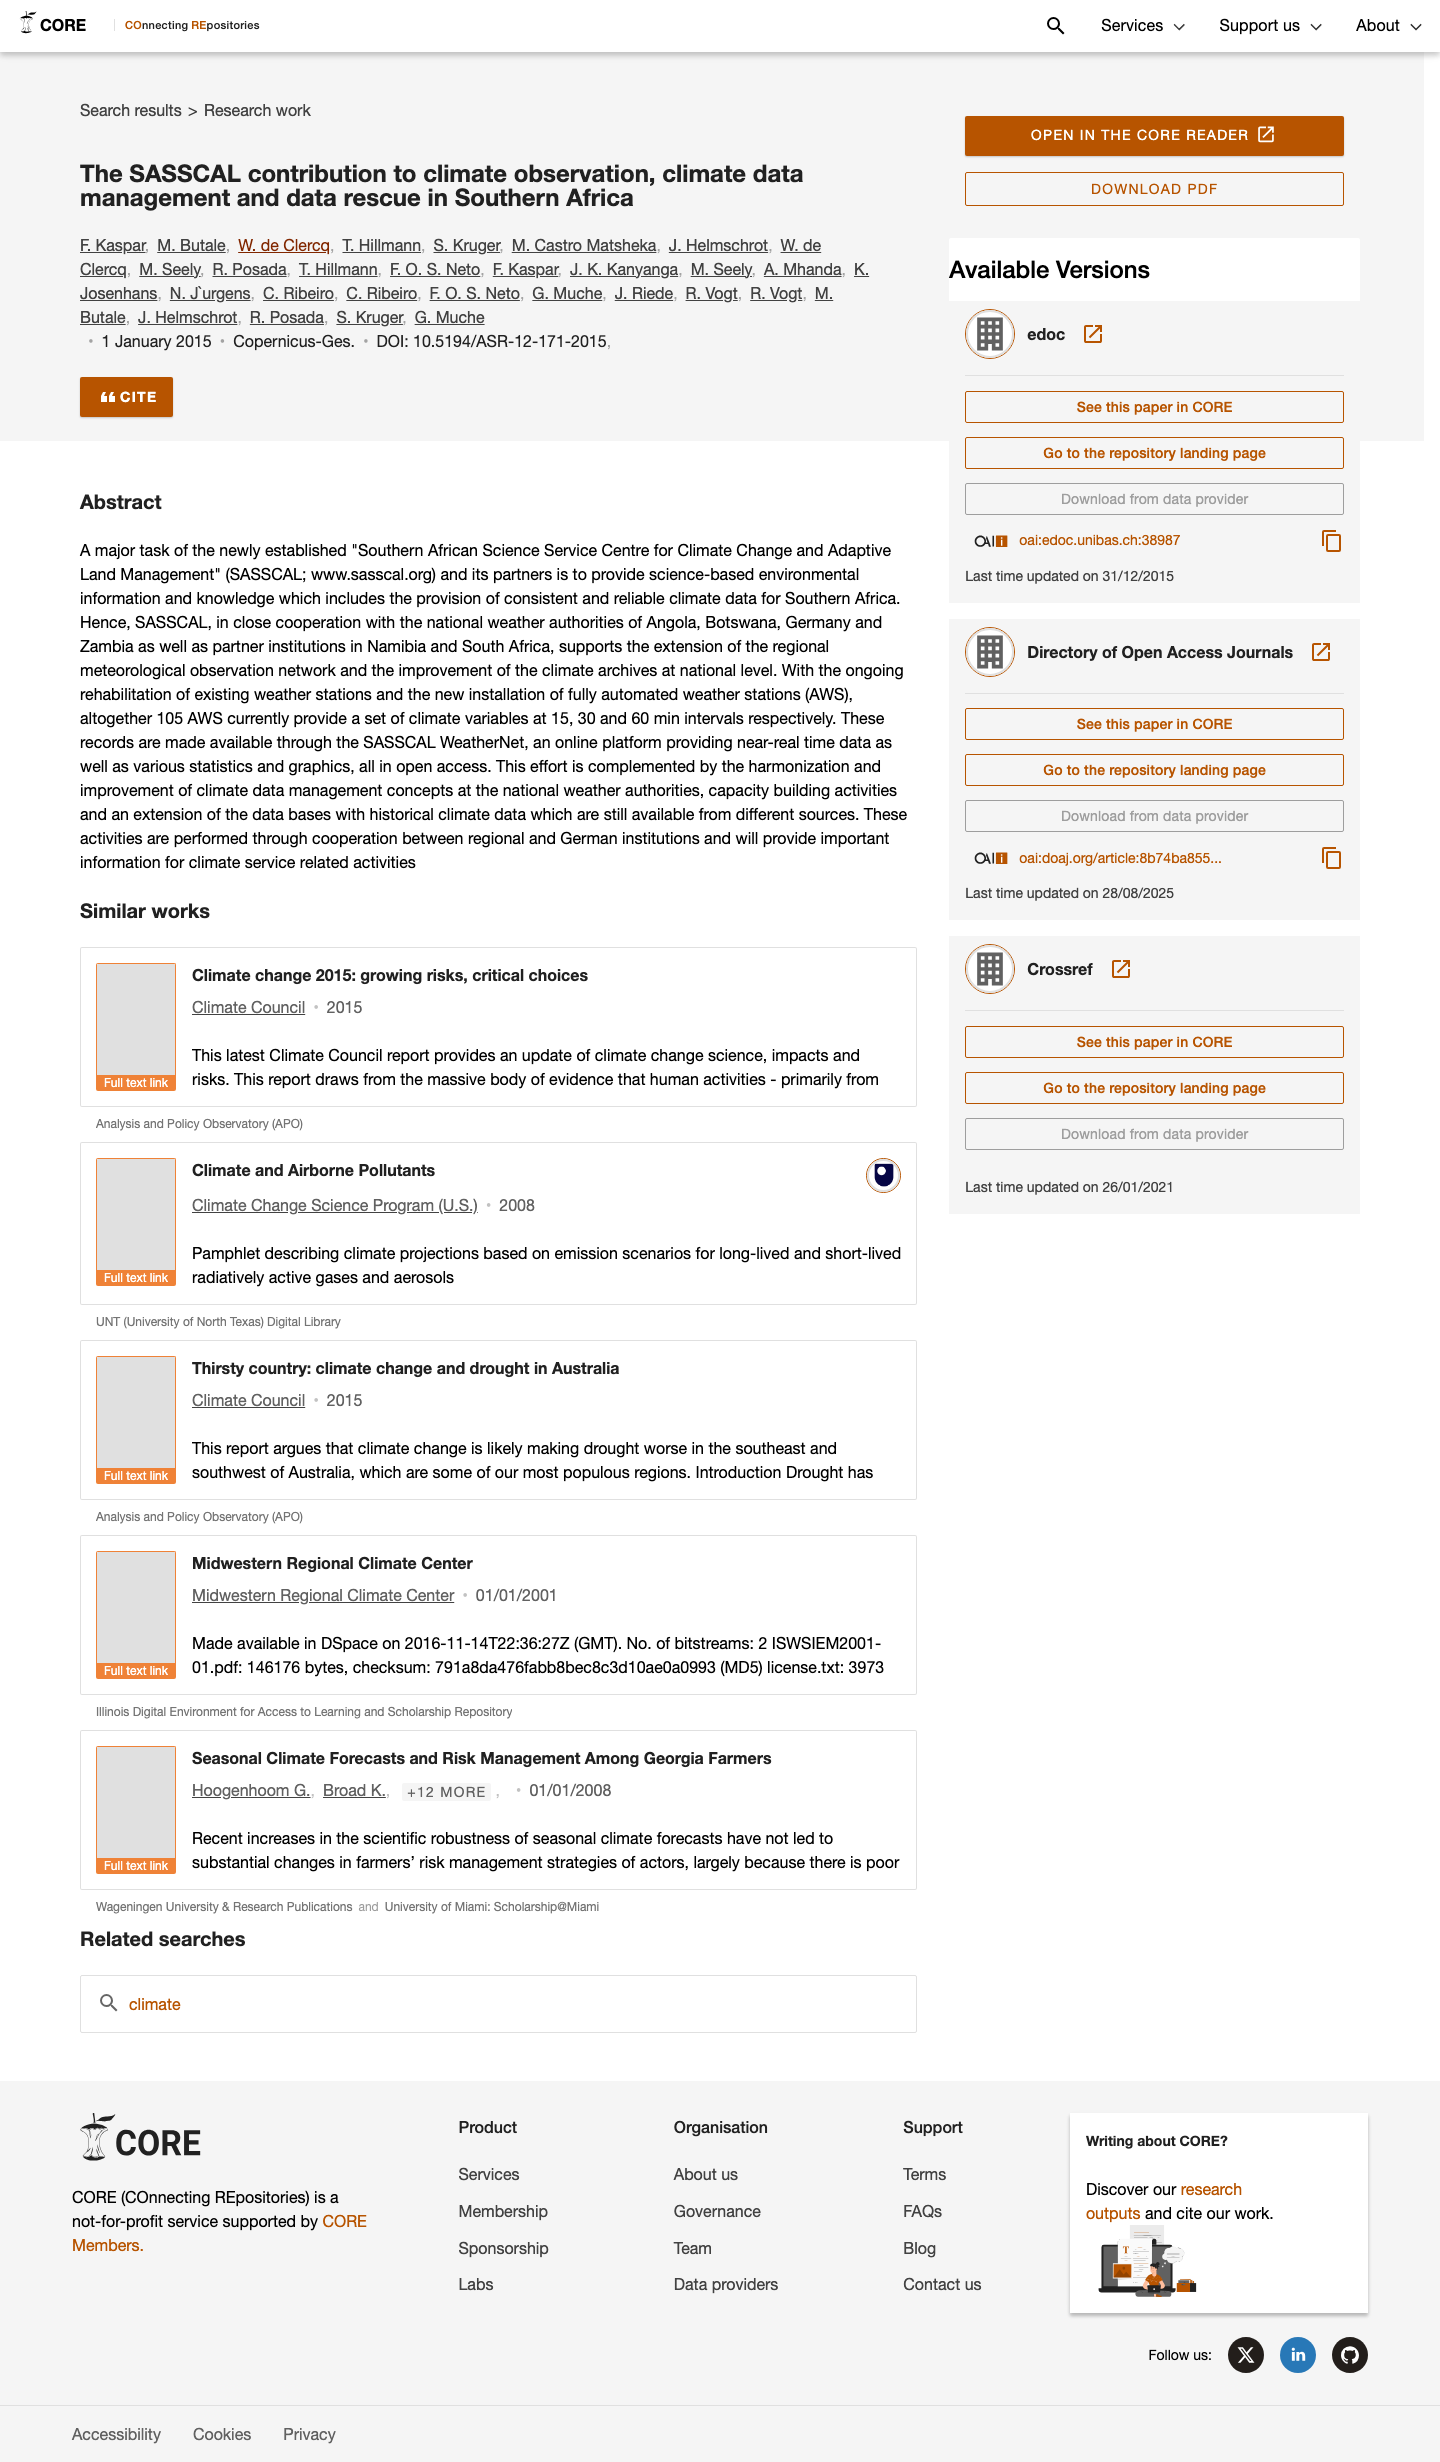 CORE
COnnecting REpositories
Services
Support us
About
Search results > Research work
The SASSCAL contribution to climate observation, climate data
management and data rescue in Southern Africa
F. Kaspar, M. Butale, W. de Clercq, T. Hillmann, S. Kruger, M. Castro Matsheka, J. Helmschrot, W. de
Clercq, M. Seely, R. Posada, T. Hillmann, F. O. S. Neto, F. Kaspar, J. K. Kanyanga, M. Seely, A. Mhanda, K.
Josenhans, N. J`urgens, C. Ribeiro, C. Ribeiro, F. O. S. Neto, G. Muche, J. Riede, R. Vogt, R. Vogt, M.
Butale, J. Helmschrot, R. Posada, S. Kruger, G. Muche
• 1 January 2015 • Copernicus-Ges. • DOI: 10.5194/ASR-12-171-2015,
CITE
OPEN IN THE CORE READER
DOWNLOAD PDF
Available Versions
edoc
See this paper in CORE
Go to the repository landing page
Download from data provider
OAI oai:edoc.unibas.ch:38987
Last time updated on 31/12/2015
Directory of Open Access Journals
See this paper in CORE
Go to the repository landing page
Download from data provider
OAI oai:doaj.org/article:8b74ba855...
Last time updated on 28/08/2025
Crossref
See this paper in CORE
Go to the repository landing page
Download from data provider
Last time updated on 26/01/2021
Abstract
A major task of the newly established "Southern African Science Service Centre for Climate Change and Adaptive
Land Management" (SASSCAL; www.sasscal.org) and its partners is to provide science-based environmental
information and knowledge which includes the provision of consistent and reliable climate data for Southern Africa.
Hence, SASSCAL, in close cooperation with the national weather authorities of Angola, Botswana, Germany and
Zambia as well as partner institutions in Namibia and South Africa, supports the extension of the regional
meteorological observation network and the improvement of the climate archives at national level. With the ongoing
rehabilitation of existing weather stations and the new installation of fully automated weather stations (AWS),
altogether 105 AWS currently provide a set of climate variables at 15, 30 and 60 min intervals respectively. These
records are made available through the SASSCAL WeatherNet, an online platform providing near-real time data as
well as various statistics and graphics, all in open access. This effort is complemented by the harmonization and
improvement of climate data management concepts at the national weather authorities, capacity building activities
and an extension of the data bases with historical climate data which are still available from different sources. These
activities are performed through cooperation between regional and German institutions and will provide important
information for climate service related activities
Similar works
Climate change 2015: growing risks, critical choices
Climate Council • 2015
This latest Climate Council report provides an update of climate change science, impacts and
risks. This report draws from the massive body of evidence that human activities - primarily from
Full text link
Analysis and Policy Observatory (APO)
Climate and Airborne Pollutants
Climate Change Science Program (U.S.) • 2008
Pamphlet describing climate projections based on emission scenarios for long-lived and short-lived
radiatively active gases and aerosols
Full text link
UNT (University of North Texas) Digital Library
Thirsty country: climate change and drought in Australia
Climate Council • 2015
This report argues that climate change is likely making drought worse in the southeast and
southwest of Australia, which are some of our most populous regions. Introduction Drought has
Full text link
Analysis and Policy Observatory (APO)
Midwestern Regional Climate Center
Midwestern Regional Climate Center • 01/01/2001
Made available in DSpace on 2016-11-14T22:36:27Z (GMT). No. of bitstreams: 2 ISWSIEM2001-
01.pdf: 146176 bytes, checksum: 791a8da476fabb8bec8c3d10ae0a0993 (MD5) license.txt: 3973
Full text link
Illinois Digital Environment for Access to Learning and Scholarship Repository
Seasonal Climate Forecasts and Risk Management Among Georgia Farmers
Hoogenhoom G., Broad K., +12 MORE , • 01/01/2008
Recent increases in the scientific robustness of seasonal climate forecasts have not led to
substantial changes in farmers’ risk management strategies of actors, largely because there is poor
Full text link
Wageningen University & Research Publications and University of Miami: Scholarship@Miami
Related searches
climate
CORE
CORE (COnnecting REpositories) is a
not-for-profit service supported by CORE
Members.
Product
Services
Membership
Sponsorship
Labs
Organisation
About us
Governance
Team
Data providers
Support
Terms
FAQs
Blog
Contact us
Writing about CORE?
Discover our research
outputs and cite our work.
T
Follow us:
X
in
Accessibility
Cookies
Privacy